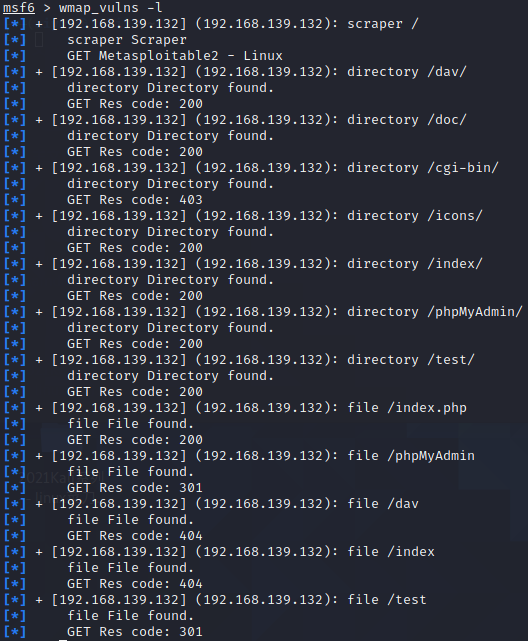 msf6 > wmap_vulns -l
[*] + [192.168.139.132] (192.168.139.132): scraper /
[*] scraper Scraper
[*] GET Metasploitable2 - Linux
[*] + [192.168.139.132] (192.168.139.132): directory /dav/
[*] directory Directory found.
[*] GET Res code: 200
[*] + [192.168.139.132] (192.168.139.132): directory /doc/
[*] directory Directory found.
[*] GET Res code: 200
[*] + [192.168.139.132] (192.168.139.132): directory /cgi-bin/
[*] directory Directory found.
[*] GET Res code: 403
[*] + [192.168.139.132] (192.168.139.132): directory /icons/
[*] directory Directory found.
[*] GET Res code: 200
[*] + [192.168.139.132] (192.168.139.132): directory /index/
[*] directory Directory found.
[*] GET Res code: 200
[*] + [192.168.139.132] (192.168.139.132): directory /phpMyAdmin/
[*] directory Directory found.
[*] GET Res code: 200
[*] + [192.168.139.132] (192.168.139.132): directory /test/
[*] directory Directory found.
[*] GET Res code: 200
[*] + [192.168.139.132] (192.168.139.132): file /index.php
[*] file File found.
[*] GET Res code: 200
[*] + [192.168.139.132] (192.168.139.132): file /phpMyAdmin
[*] file File found.
[*] GET Res code: 301
[*] + [192.168.139.132] (192.168.139.132): file /dav
[*] file File found.
[*] GET Res code: 404
[*] + [192.168.139.132] (192.168.139.132): file /index
[*] file File found.
[*] GET Res code: 404
[*] + [192.168.139.132] (192.168.139.132): file /test
[*] file File found.
[*] GET Res code: 301